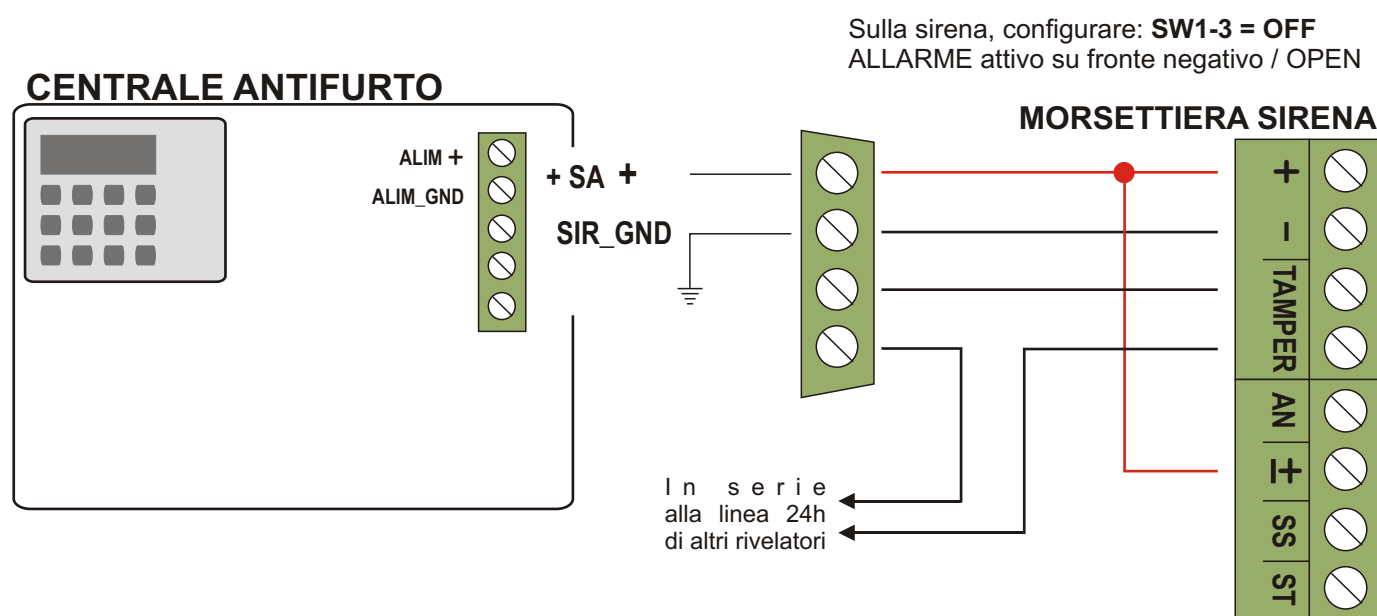 Sulla sirena, configurare: SW1-3 = OFF
ALLARME attivo su fronte negativo / OPEN
CENTRALE ANTIFURTO
MORSETTIERA SIRENA
ALIM +
ALIM_GND
+ SA +
SIR_GND
+
–
TAMPER
AN
I+
SS
ST
In serie
alla linea 24h
di altri rivelatori